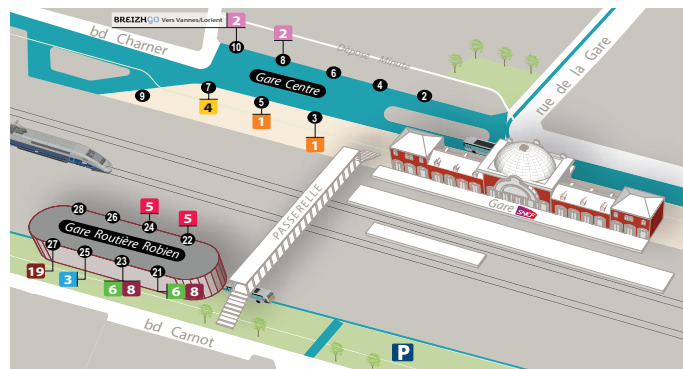 BREIZHGO Vers Vannes/Lorient 2
bd Charner
10
2
8
Dépose Minute
6
4
2
Gare Centre
rue de la Gare
7
4
9
5
1
3
1
PASSERELLE
Gare SNCF
28
26
5
24
5
22
Gare Routière Robien
27
25
23
21
19
3
6 8
6 8
bd Carnot
P